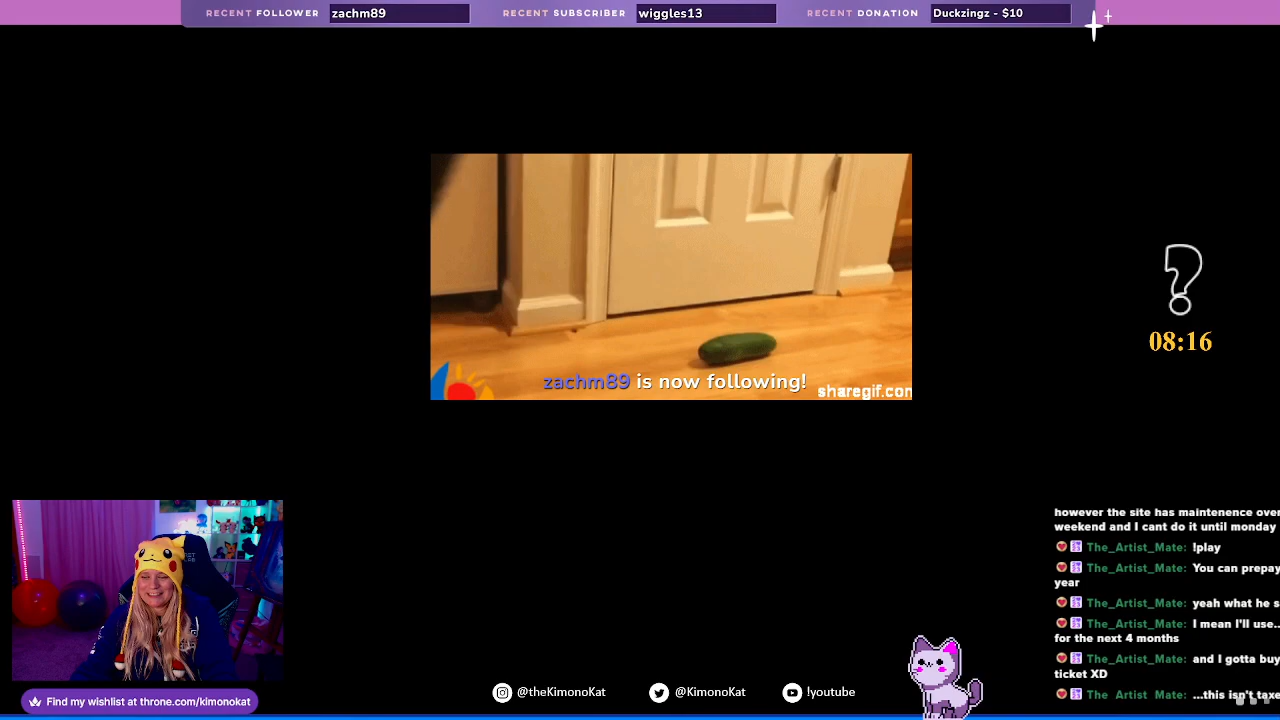 RECENT FOLLOWER zachm89 RECENT SUBSCRIBER wiggles13 RECENT DONATION Duckzingz - $10
?
08:16
zachm89 is now following!
sharegif.com
however the site has maintenence over
weekend and I cant do it until monday
The_Artist_Mate: !play
The_Artist_Mate: You can prepay
year
The_Artist_Mate: yeah what he s
The_Artist_Mate: I mean I'll use..
for the next 4 months
The_Artist_Mate: and I gotta buy
ticket XD
The_Artist_Mate: ...this isn't taxe
Find my wishlist at throne.com/kimonokat
@theKimonoKat @KimonoKat !youtube